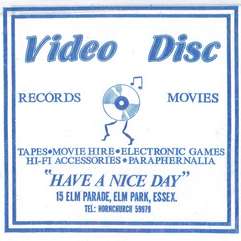 Video Disc
RECORDS MOVIES
TAPES•MOVIE HIRE•ELECTRONIC GAMES
HI-FI ACCESSORIES•PARAPHERNALIA
"HAVE A NICE DAY"
15 ELM PARADE, ELM PARK, ESSEX.
TEL: HORNCHURCH 59979